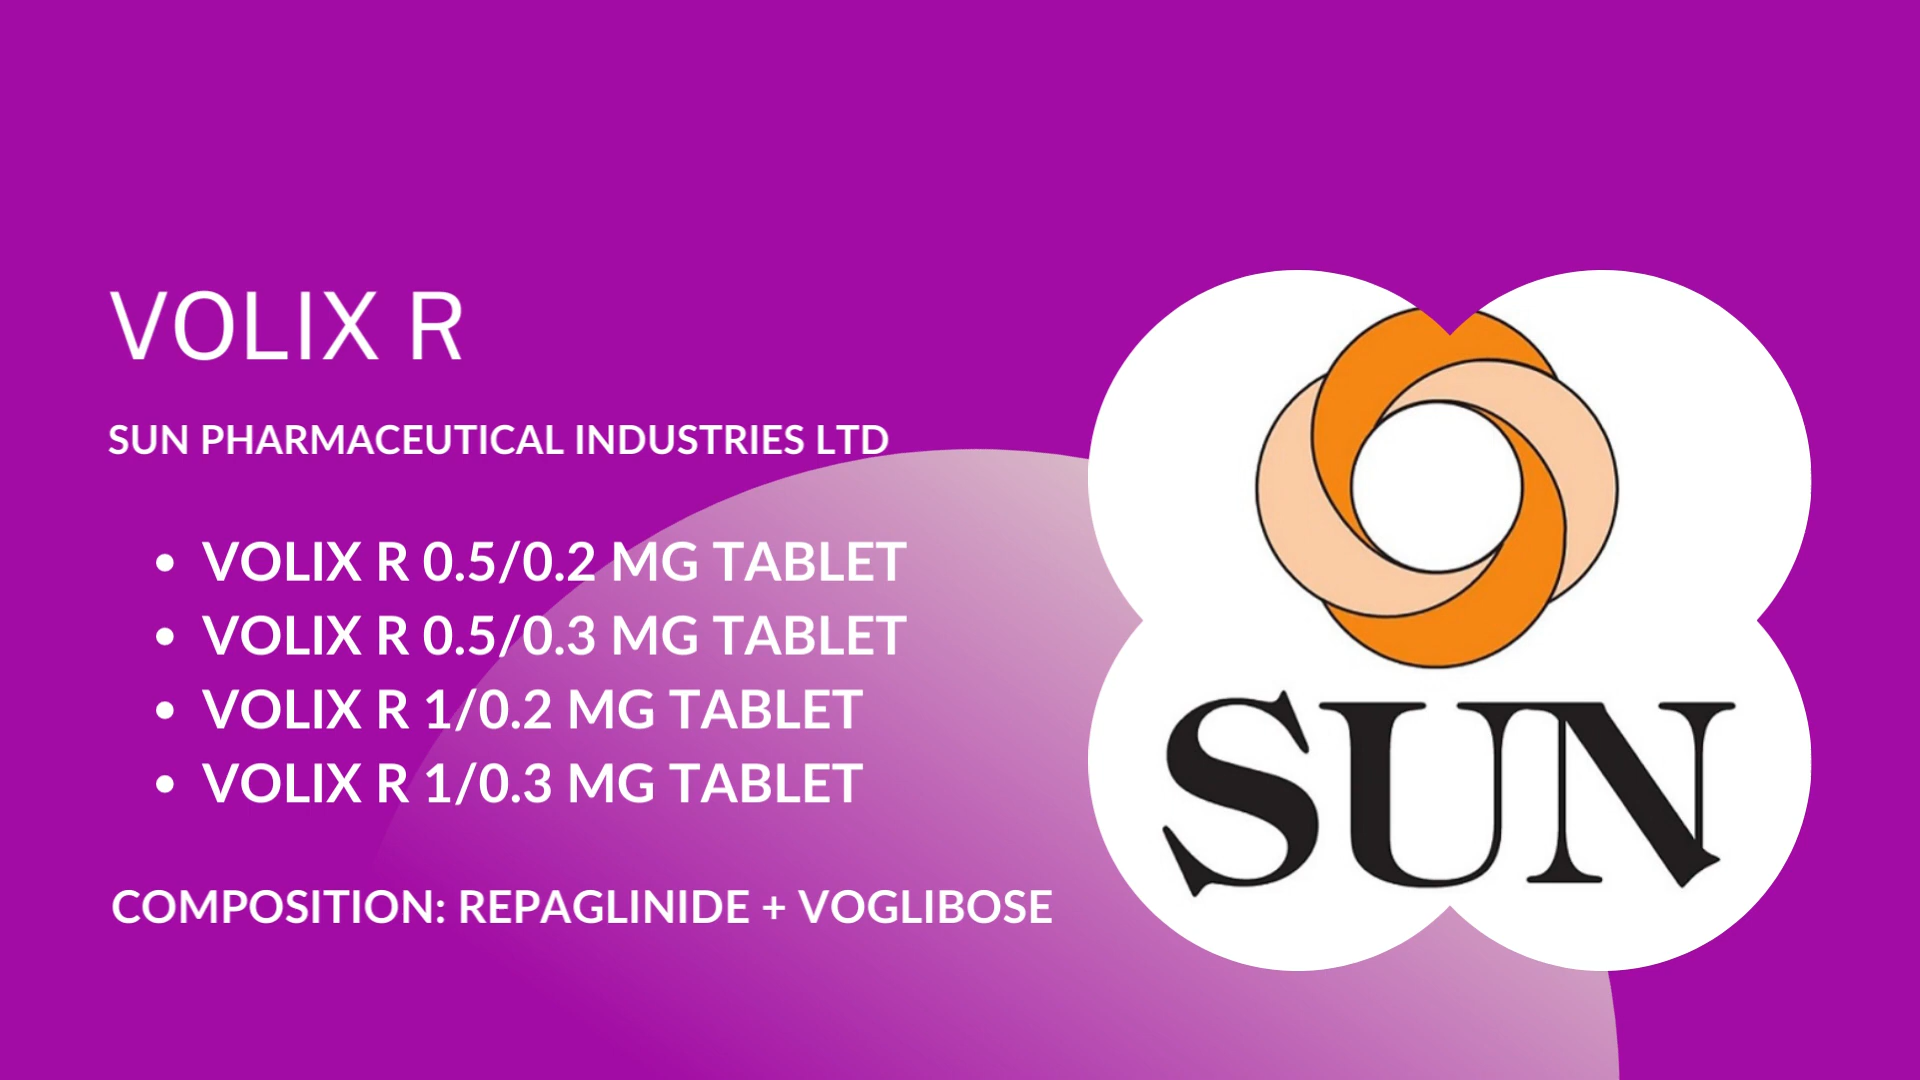 VOLIX R
SUN PHARMACEUTICAL INDUSTRIES LTD
• VOLIX R 0.5/0.2 MG TABLET
• VOLIX R 0.5/0.3 MG TABLET
• VOLIX R 1/0.2 MG TABLET
• VOLIX R 1/0.3 MG TABLET
COMPOSITION: REPAGLINIDE + VOGLIBOSE
SUN